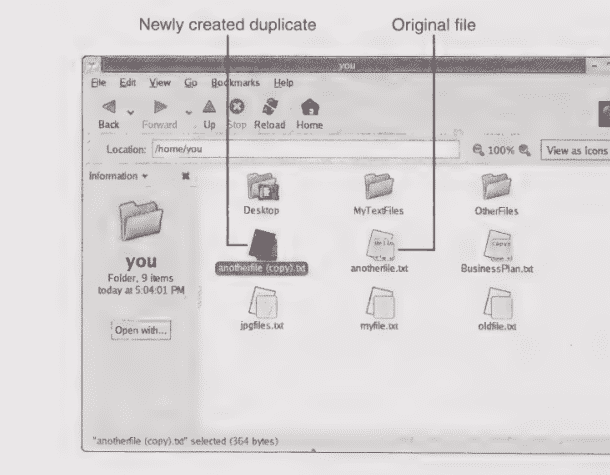 Newly created duplicate Original file
you
File Edit View Go Bookmarks Help
Back Forward Up Stop Reload Home
Location: /home/you 100% View as Icons
Information
Desktop MyTextFiles OtherFiles
you
Folder, 9 items
today at 5:04:01 PM
anotherfile (copy).txt anotherfile.txt BusinessPlan.txt
Open with...
jpgfiles.txt myfile.txt oldfile.txt
"anotherfile (copy).txt" selected (364 bytes)